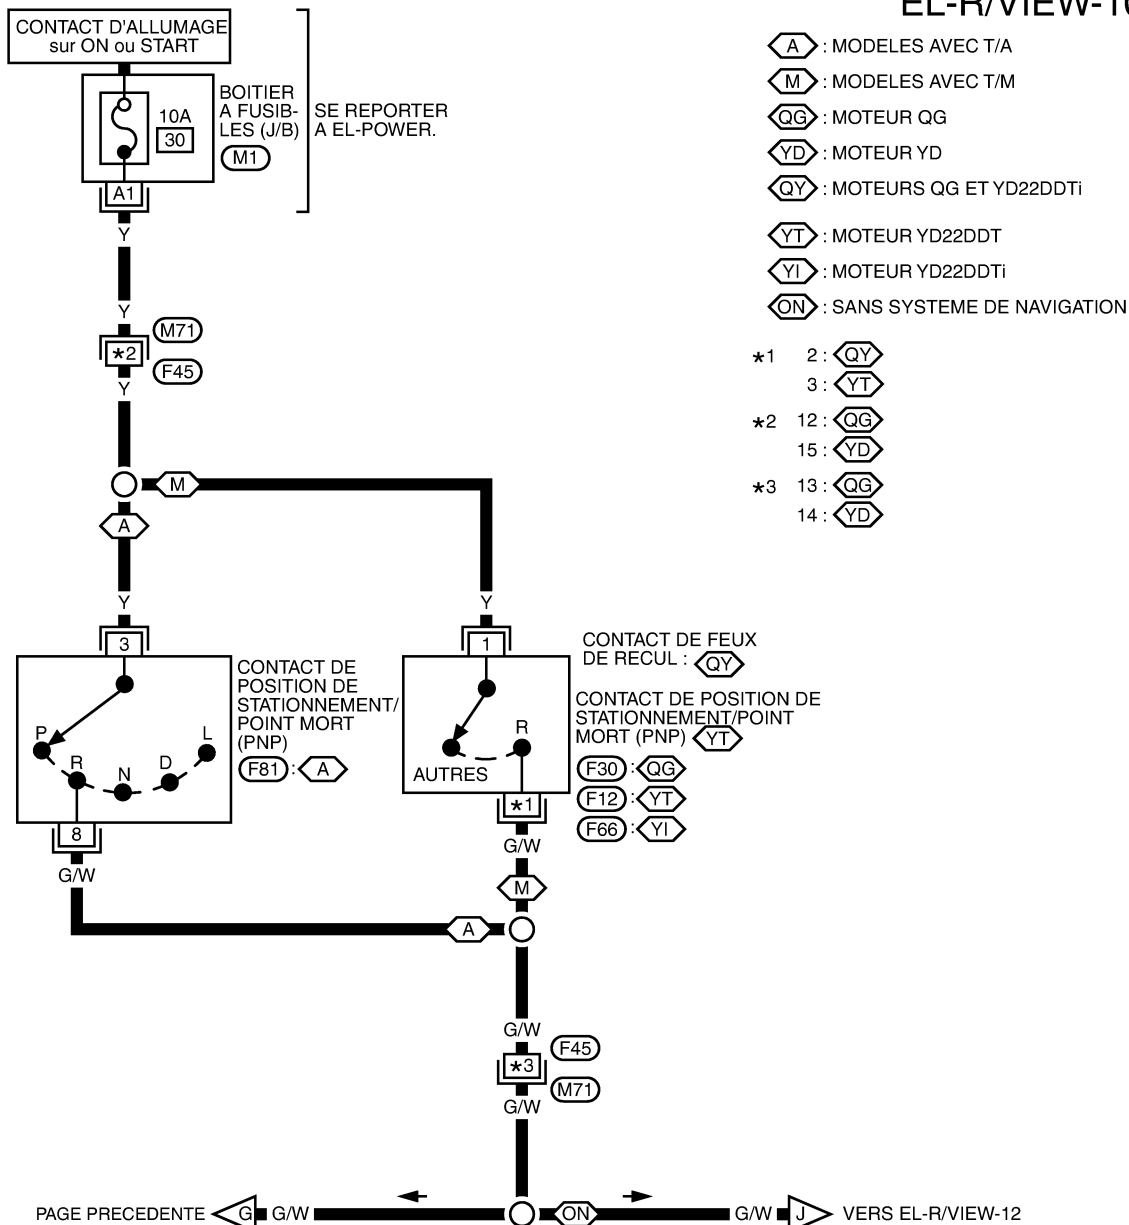 EL-R/VIEW-10
CONTACT D'ALLUMAGE
sur ON ou START
10A
30
BOITIER
A FUSIB-
LES (J/B)
M1
SE REPORTER
A EL-POWER.
A1
Y
Y
M71
*2
F45
Y
M
A
Y
Y
A : MODELES AVEC T/A
M : MODELES AVEC T/M
QG : MOTEUR QG
YD : MOTEUR YD
QY : MOTEURS QG ET YD22DDTi
YT : MOTEUR YD22DDT
YI : MOTEUR YD22DDTi
ON : SANS SYSTEME DE NAVIGATION
*1 2 : QY
3 : YT
*2 12 : QG
15 : YD
*3 13 : QG
14 : YD
3
P
R
N
D
L
8
CONTACT DE
POSITION DE
STATIONNEMENT/
POINT MORT
(PNP)
F81 : A
1
AUTRES
R
*1
CONTACT DE FEUX
DE RECUL : QY
CONTACT DE POSITION DE
STATIONNEMENT/POINT
MORT (PNP) YT
F30 : QG
F12 : YT
F66 : YI
G/W
G/W
M
A
G/W
F45
*3
M71
G/W
PAGE PRECEDENTE G G/W ON G/W J VERS EL-R/VIEW-12